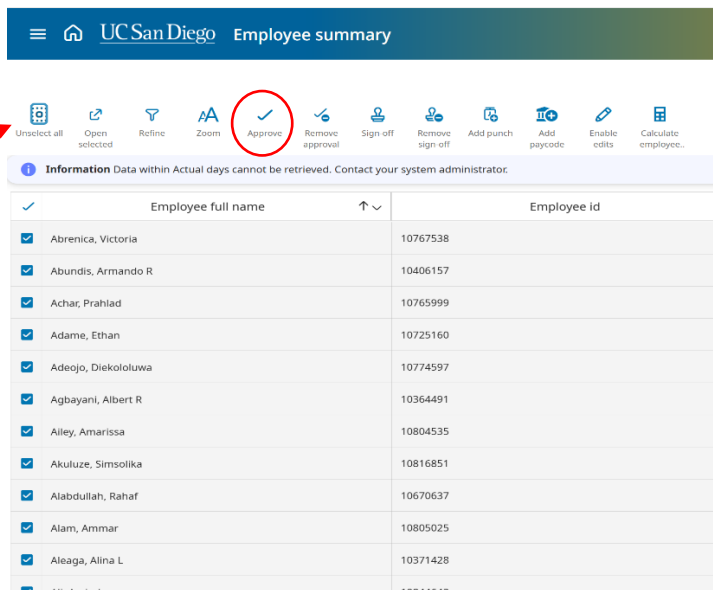 UC San Diego Employee summary
Unselect all Open selected Refine Zoom Approve Remove approval Sign-off Remove sign-off Add punch Add paycode Enable edits Calculate employee..
Information Data within Actual days cannot be retrieved. Contact your system administrator.
Employee full name Employee id
Abrenica, Victoria 10767538
Abundis, Armando R 10406157
Achar, Prahlad 10765999
Adame, Ethan 10725160
Adeojo, Diekololuwa 10774597
Agbayani, Albert R 10364491
Ailey, Amarissa 10804535
Akuluze, Simsolika 10816851
Alabdullah, Rahaf 10670637
Alam, Ammar 10805025
Aleaga, Alina L 10371428